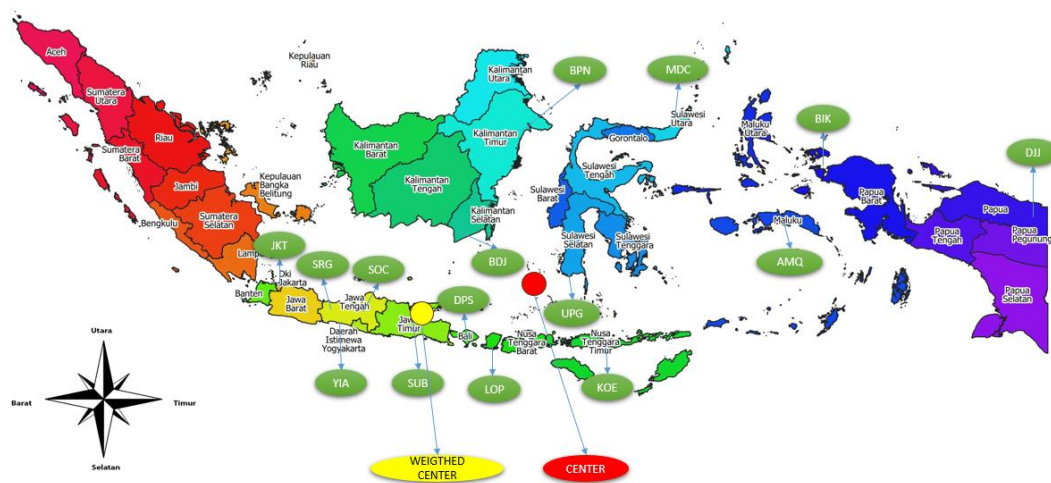 Aceh
Sumatera
Utara
Riau
Sumatera
Barat
Jambi
Bengkulu
Sumatera
Selatan
Kepulauan
Bangka
Belitung
Kepulauan
Riau
Kalimantan
Utara
Kalimantan
Barat
Kalimantan
Timur
Kalimantan
Tengah
Kalimantan
Selatan
BPN
MDC
Sulawesi
Utara
Gorontalo
Sulawesi
Tengah
Sulawesi
Barat
Sulawesi
Selatan
Sulawesi
Tenggara
Maluku
Utara
BIK
DJJ
Papua
Barat
Papua
Papua
Tengah
Papua
Pegunung
Papua
Selatan
Maluku
AMQ
JKT
SRG
SOC
BDJ
DPS
UPG
Dki
Jakarta
Banten
Jawa
Barat
Jawa
Tengah
Daerah
Istimewa
Yogyakarta
Timur
Bali
Nusa
Tenggara
Barat
Nusa
Tenggara
Timur
YIA
SUB
LOP
KOE
Utara
Barat
Timur
Selatan
WEIGTHED
CENTER
CENTER